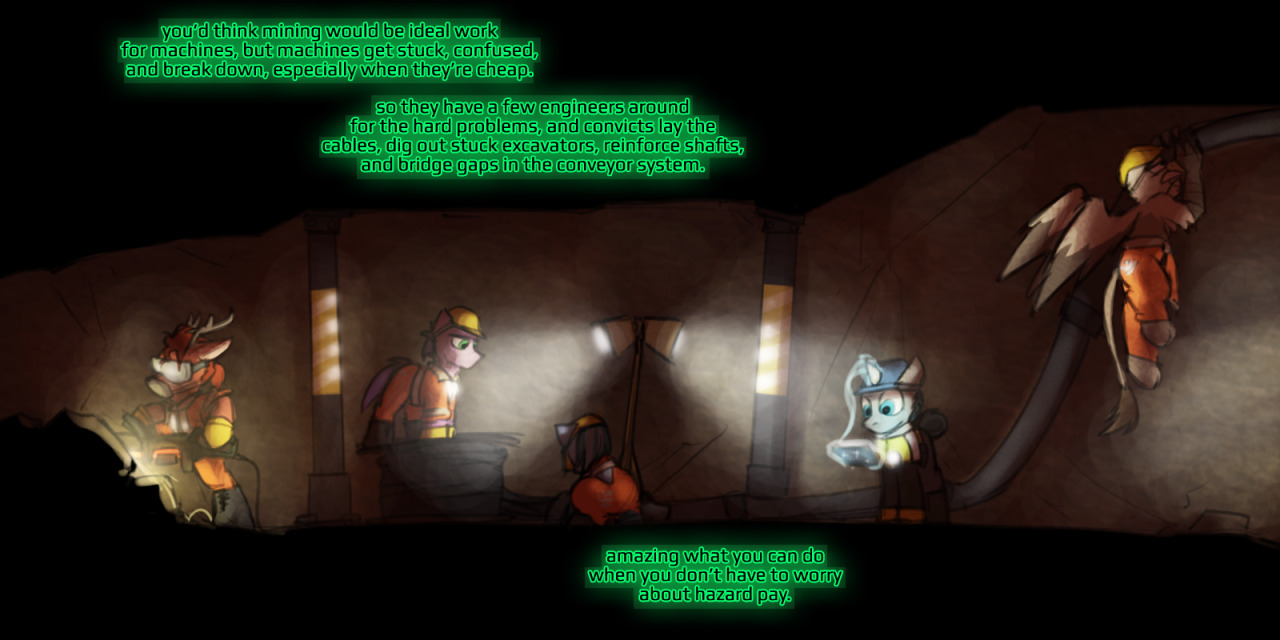 you'd think mining would be ideal work
for machines, but machines get stuck, confused,
and break down, especially when they're cheap.
so they have a few engineers around
for the hard problems, and convicts lay the
cables, dig out stuck excavators, reinforce shafts,
and bridge gaps in the conveyor system.
amazing what you can do
when you don't have to worry
about hazard pay.